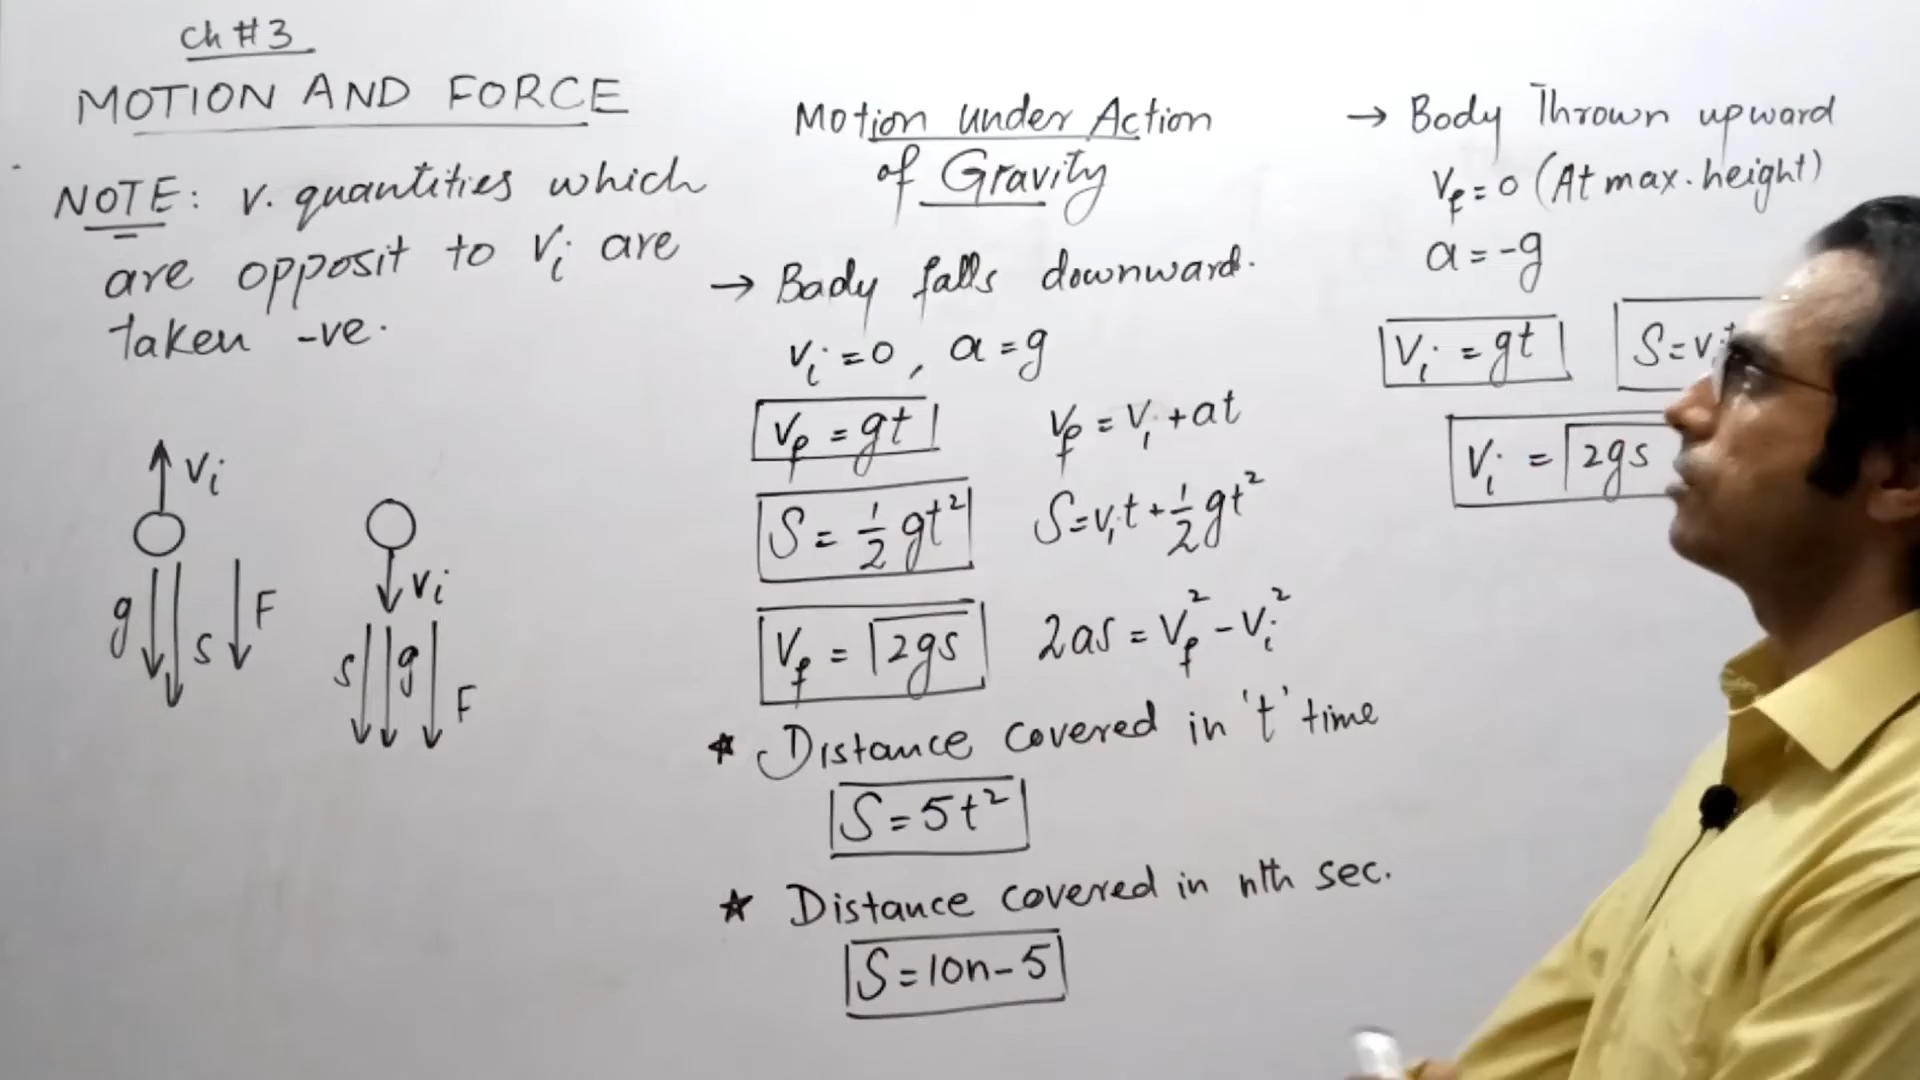 Ch # 3
MOTION AND FORCE
NOTE: v. quantities which
are opposit to Vi are
taken -ve.
Vi
g
S
F
Vi
S
g
F
Motion under Action
of Gravity
→ Bady falls downward.
Vi = 0, a = g
Vf = gt
Vf = Vi + at
S = 1/2 gt²
S = Vit + 1/2 gt²
Vf = √2gs
2as = Vf² - Vi²
* Distance covered in 't' time
S = 5t²
* Distance covered in nth sec.
S = 10n - 5
→ Body Thrown upward
Vf = 0 (At max. height)
a = -g
Vi = gt
S = Vit
Vi = √2gs